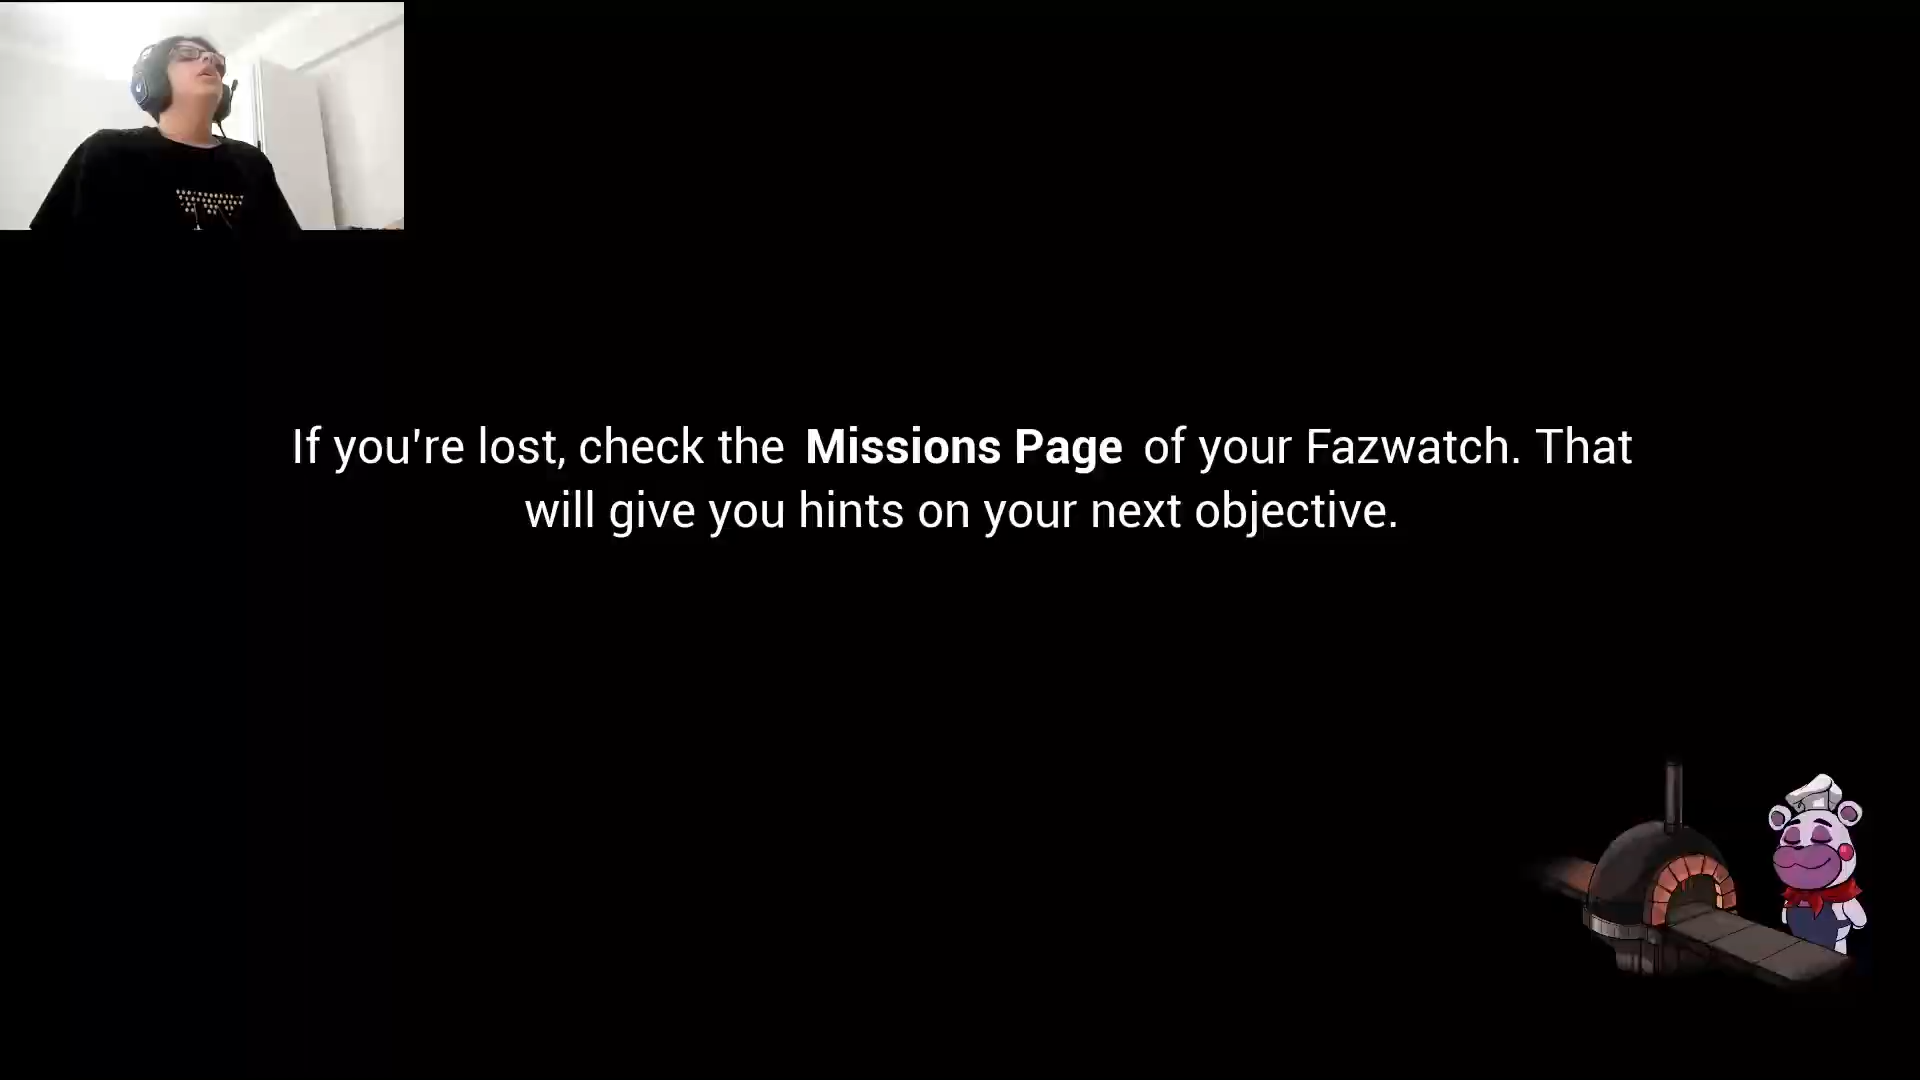 If you're lost, check the Missions Page of your Fazwatch. That
will give you hints on your next objective.